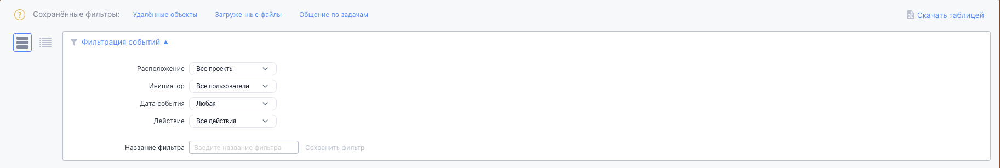 ? Сохранённые фильтры: Удалённые объекты Загруженные файлы Общение по задачам Скачать таблицей
Фильтрация событий
Расположение Все проекты
Инициатор Все пользователи
Дата события Любая
Действие Все действия
Название фильтра Введите название фильтра Сохранить фильтр